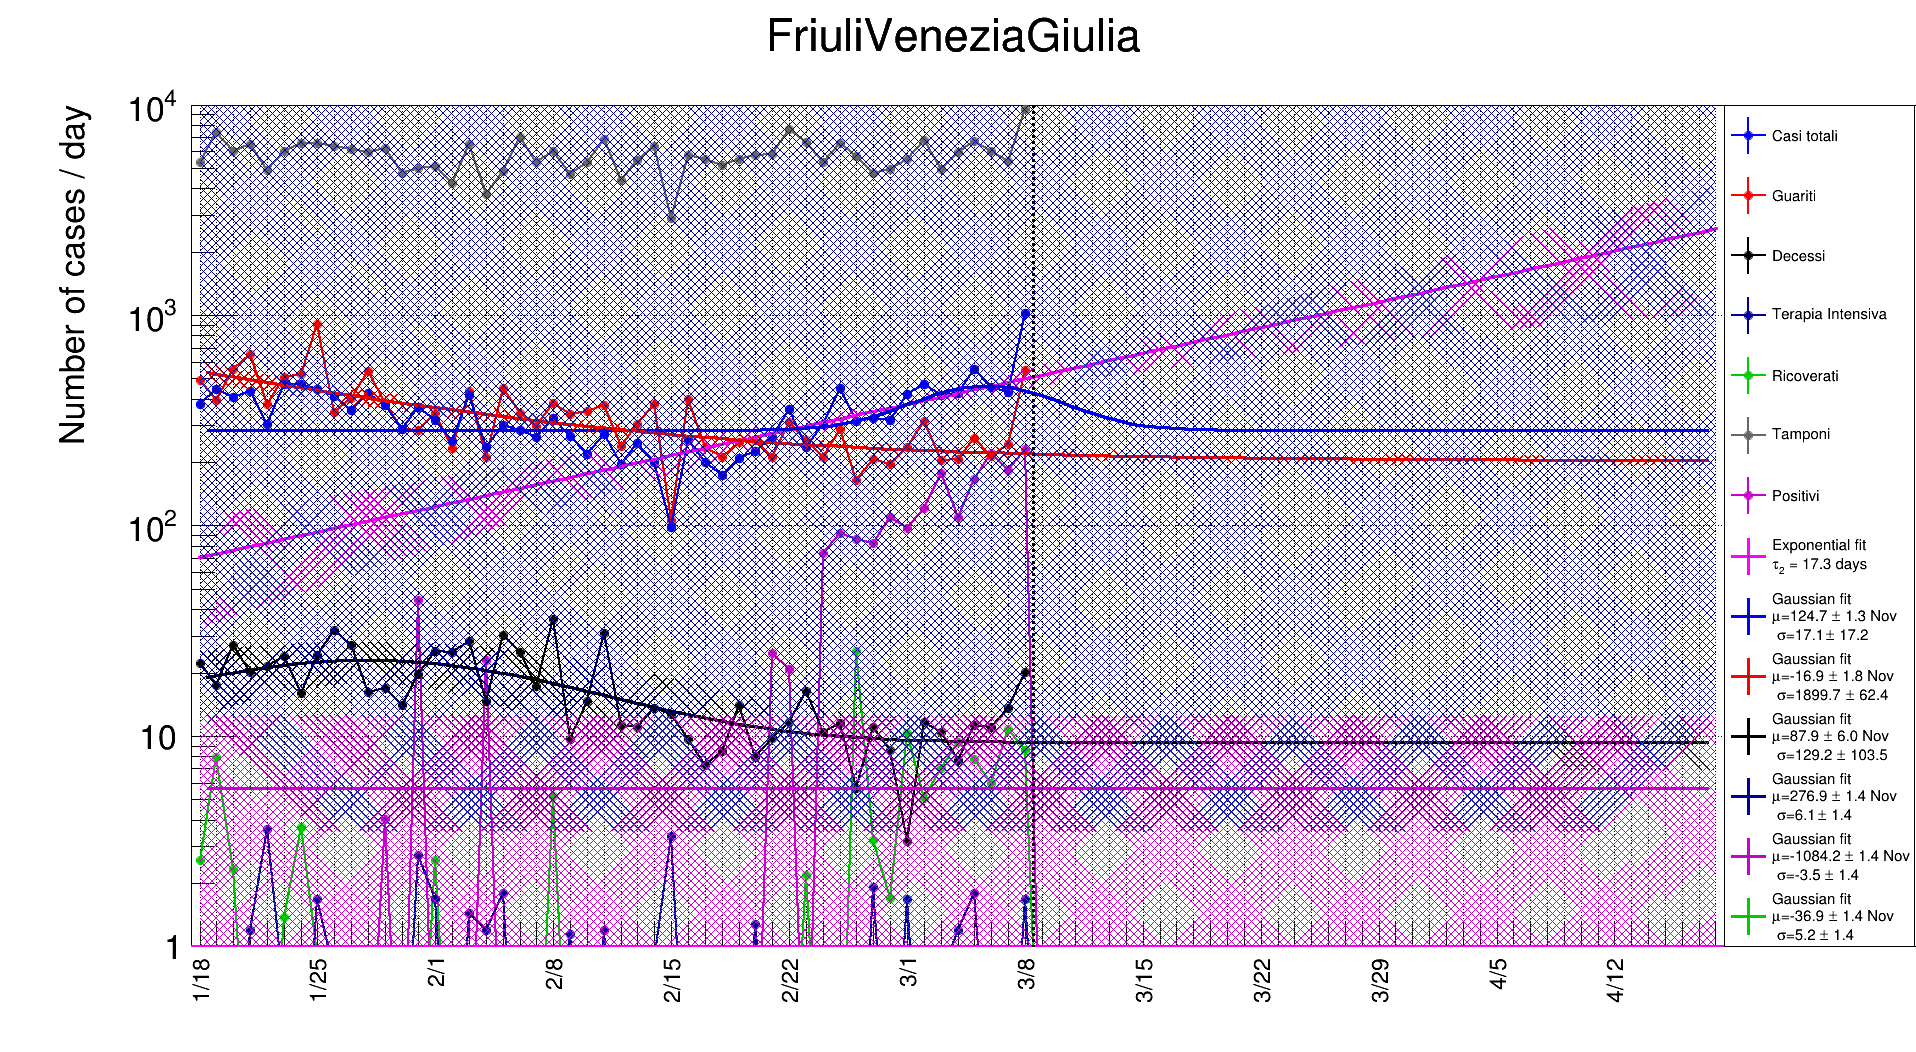 FriuliVeneziaGiulia
Number of cases / day
10^4
10^3
10^2
10
1
1/18
1/25
2/1
2/8
2/15
2/22
3/1
3/8
3/15
3/22
3/29
4/5
4/12
Casi totali
Guariti
Decessi
Terapia Intensiva
Ricoverati
Tamponi
Positivi
Exponential fit
τ_2 = 17.3 days
Gaussian fit
μ=124.7 ± 1.3 Nov
σ=17.1 ± 17.2
Gaussian fit
μ=-16.9 ± 1.8 Nov
σ=1899.7 ± 62.4
Gaussian fit
μ=87.9 ± 6.0 Nov
σ=129.2 ± 103.5
Gaussian fit
μ=276.9 ± 1.4 Nov
σ=6.1 ± 1.4
Gaussian fit
μ=-1084.2 ± 1.4 Nov
σ=-3.5 ± 1.4
Gaussian fit
μ=-36.9 ± 1.4 Nov
σ=5.2 ± 1.4